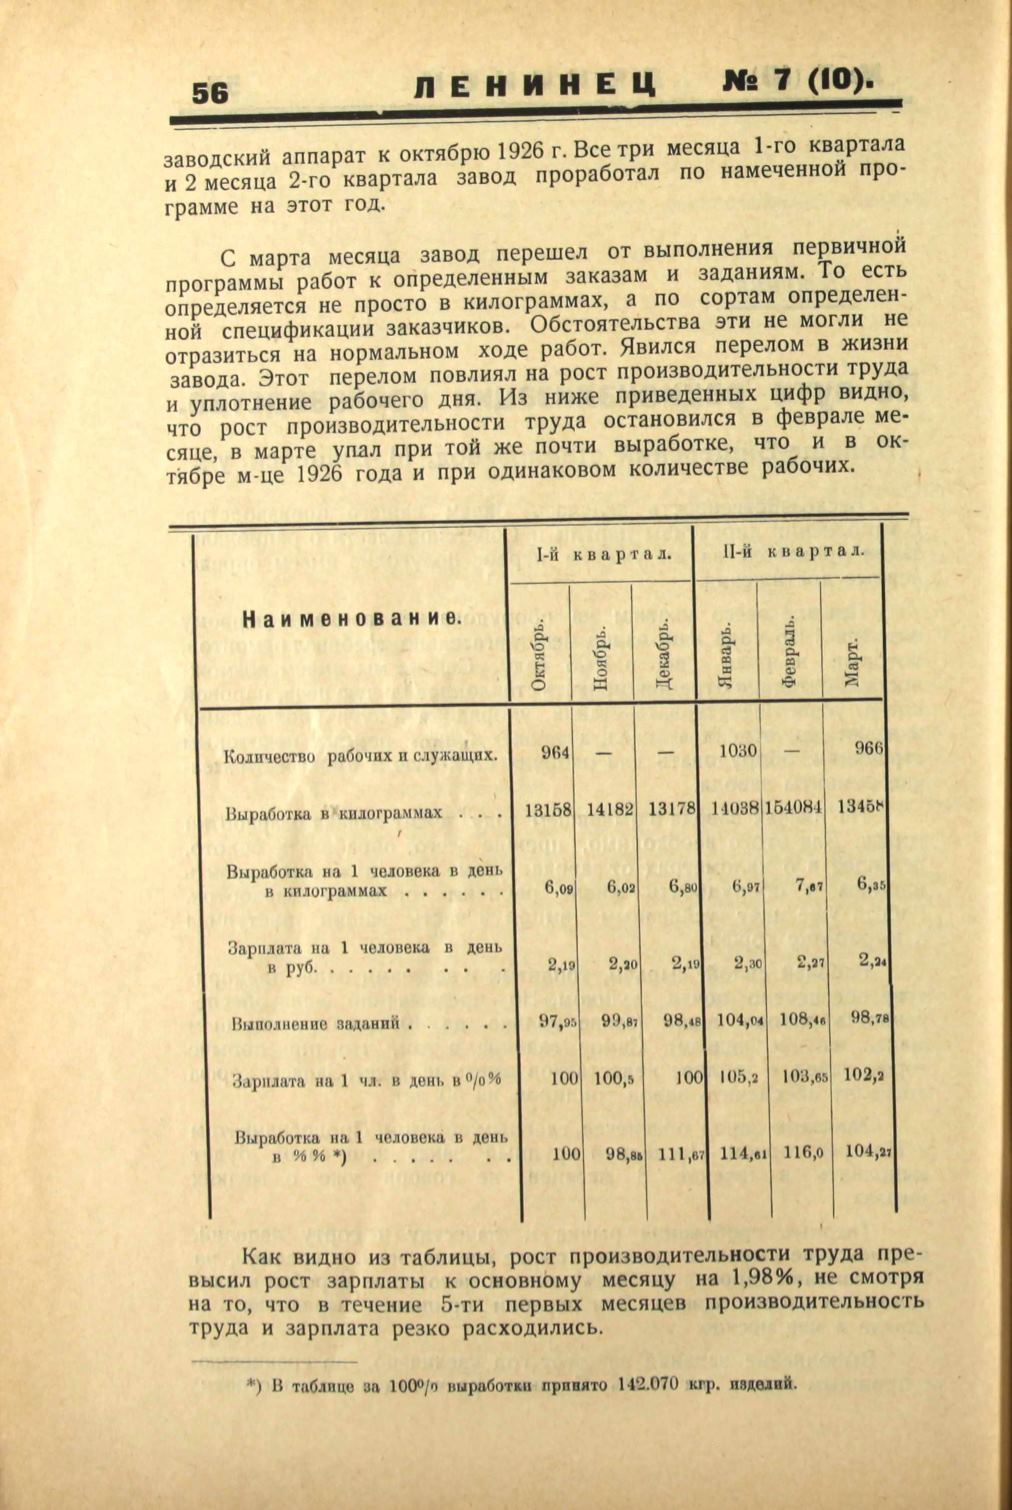 56 ЛЕНИНЕЦ № 7 (10).
заводский аппарат к октябрю 1926 г. Все три месяца 1-го квартала
и 2 месяца 2-го квартала завод проработал по намеченной про-
грамме на этот год.
С марта месяца завод перешел от выполнения первичной
программы работ к определенным заказам и заданиям. То есть
определяется не просто в килограммах, а по сортам определен-
ной спецификации заказчиков. Обстоятельства эти не могли не
отразиться на нормальном ходе работ. Явился перелом в жизни
завода. Этот перелом повлиял на рост производительности труда
и уплотнение рабочего дня. Из ниже приведенных цифр видно,
что рост производительности труда остановился в феврале ме-
сяце, в марте упал при той же почти выработке, что и в ок-
тябре м-це 1926 года и при одинаковом количестве рабочих.
I-й квартал. II-й квартал.
Наименование. Октябрь. Ноябрь. Декабрь. Январь. Февраль. Март.
Количество рабочих и служащих. 964 — — 1030 — 966
Выработка в килограммах . . . 13158 14182 13178 14038 154084 13458
Выработка на 1 человека в день
в килограммах . . . . . . 6,09 6,02 6,80 6,97 7,67 6,35
Зарплата на 1 человека в день
в руб. . . . . . . . . . 2,19 2,20 2,19 2,30 2,27 2,24
Выполнение заданий . . . . . . 97,95 99,87 98,48 104,04 108,46 98,78
Зарплата на 1 чл. в день в %% 100 100,5 100 105,2 103,65 102,2
Выработка на 1 человека в день
в % % *) . . . . . . . 100 98,85 111,67 114,61 116,0 104,27
Как видно из таблицы, рост производительности труда пре-
высил рост зарплаты к основному месяцу на 1,98%, не смотря
на то, что в течение 5-ти первых месяцев производительность
труда и зарплата резко расходились.
*) В таблице за 100% выработки принято 142.070 кгр. изделий.